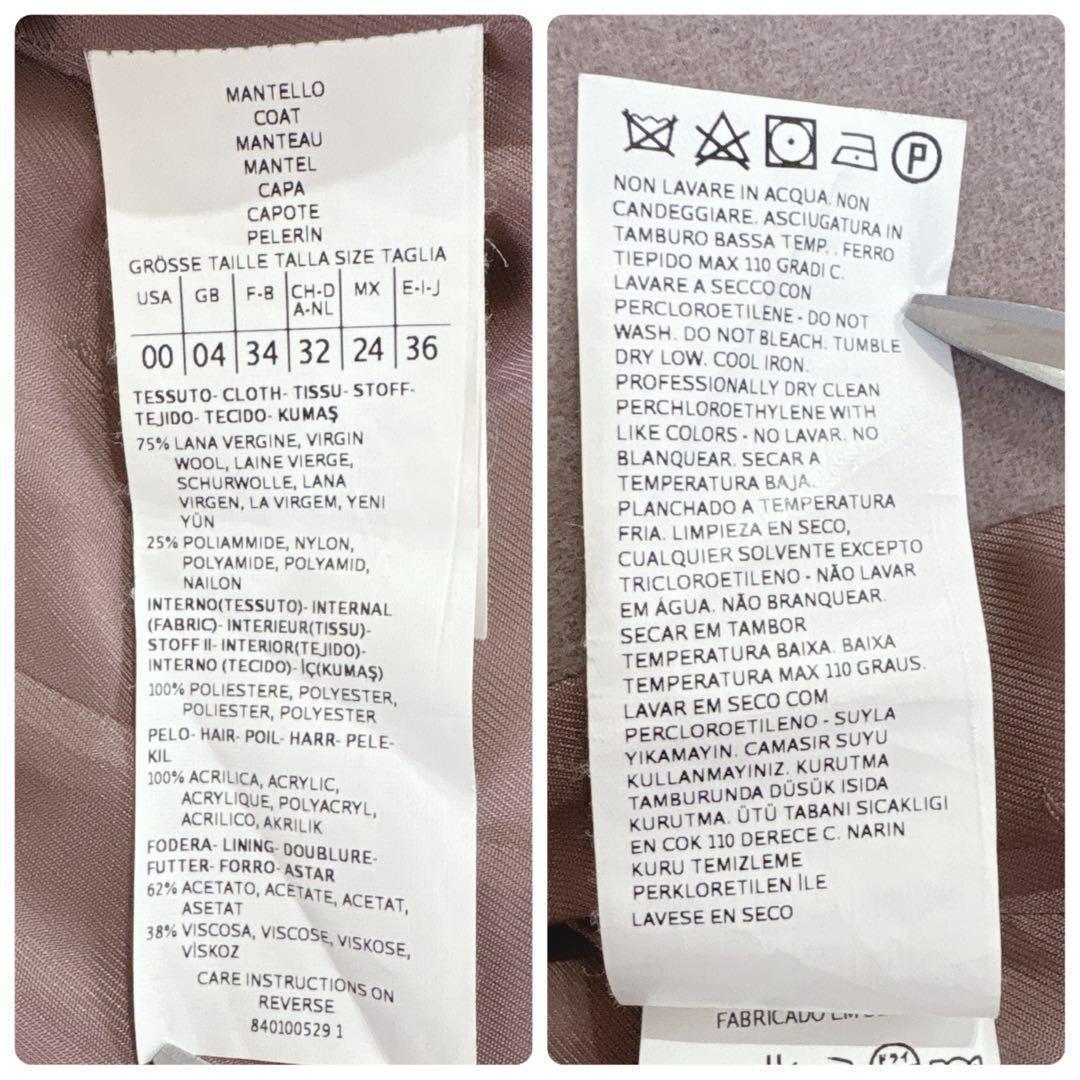 MANTELLO
COAT
MANTEAU
MANTEL
CAPA
CAPOTE
PELERİN
GRÖSSE TAILLE TALLA SIZE TAGLIA
USA GB F-B CH-D A-NL MX E-I-J
00 04 34 32 24 36
TESSUTO- CLOTH- TISSU- STOFF-
TEJIDO- TECIDO- KUMAŞ
75% LANA VERGINE, VIRGIN
WOOL, LAINE VIERGE,
SCHURWOLLE, LANA
VIRGEN, LA VIRGEM, YENI
YÜN
25% POLIAMMIDE, NYLON,
POLYAMIDE, POLYAMID,
NAILON
INTERNO(TESSUTO)- INTERNAL
(FABRIC)- INTERIEUR(TISSU)-
STOFF II- INTERIOR(TEJIDO)-
INTERNO (TECIDO)- İÇ(KUMAŞ)
100% POLIESTERE, POLYESTER,
POLIESTER, POLYESTER
PELO- HAIR- POIL- HARR- PELE-
KIL
100% ACRILICA, ACRYLIC,
ACRYLIQUE, POLYACRYL,
ACRILICO, AKRILIK
FODERA- LINING- DOUBLURE-
FUTTER- FORRO- ASTAR
62% ACETATO, ACETATE, ACETAT,
ASETAT
38% VISCOSA, VISCOSE, VISKOSE,
VİSKOZ
CARE INSTRUCTIONS ON
REVERSE
840100529 1
P
NON LAVARE IN ACQUA. NON
CANDEGGIARE. ASCIUGATURA IN
TAMBURO BASSA TEMP. . FERRO
TIEPIDO MAX 110 GRADI C.
LAVARE A SECCO CON
PERCLOROETILENE - DO NOT
WASH. DO NOT BLEACH. TUMBLE
DRY LOW. COOL IRON.
PROFESSIONALLY DRY CLEAN
PERCHLOROETHYLENE WITH
LIKE COLORS - NO LAVAR. NO
BLANQUEAR. SECAR A
TEMPERATURA BAJA.
PLANCHADO A TEMPERATURA
FRIA. LIMPIEZA EN SECO,
CUALQUIER SOLVENTE EXCEPTO
TRICLOROETILENO - NÃO LAVAR
EM ÁGUA. NÃO BRANQUEAR.
SECAR EM TAMBOR
TEMPERATURA BAIXA. BAIXA
TEMPERATURA MAX 110 GRAUS.
LAVAR EM SECO COM
PERCLOROETILENO - SUYLA
YIKAMAYIN. CAMASIR SUYU
KULLANMAYINIZ. KURUTMA
TAMBURUNDA DÜSÜK ISIDA
KURUTMA. ÜTÜ TABANI SICAKLIGI
EN COK 110 DERECE C. NARIN
KURU TEMIZLEME
PERKLORETILEN İLE
LAVESE EN SECO
FABRICADO EM
ドライ